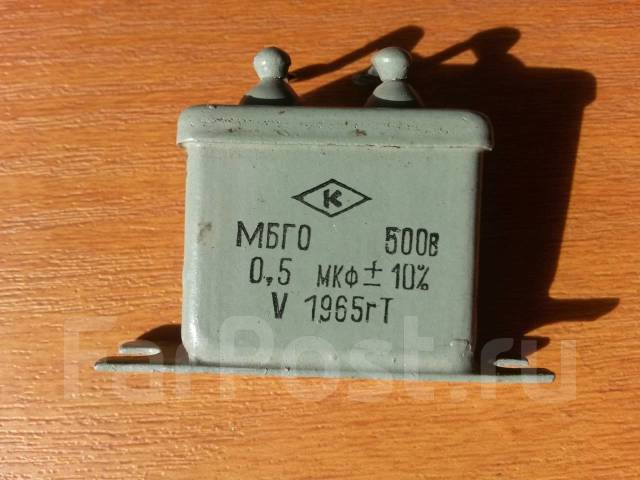 К
МБГО 500в
0,5 мкф ± 10%
V 1965гТ
FarPost.ru